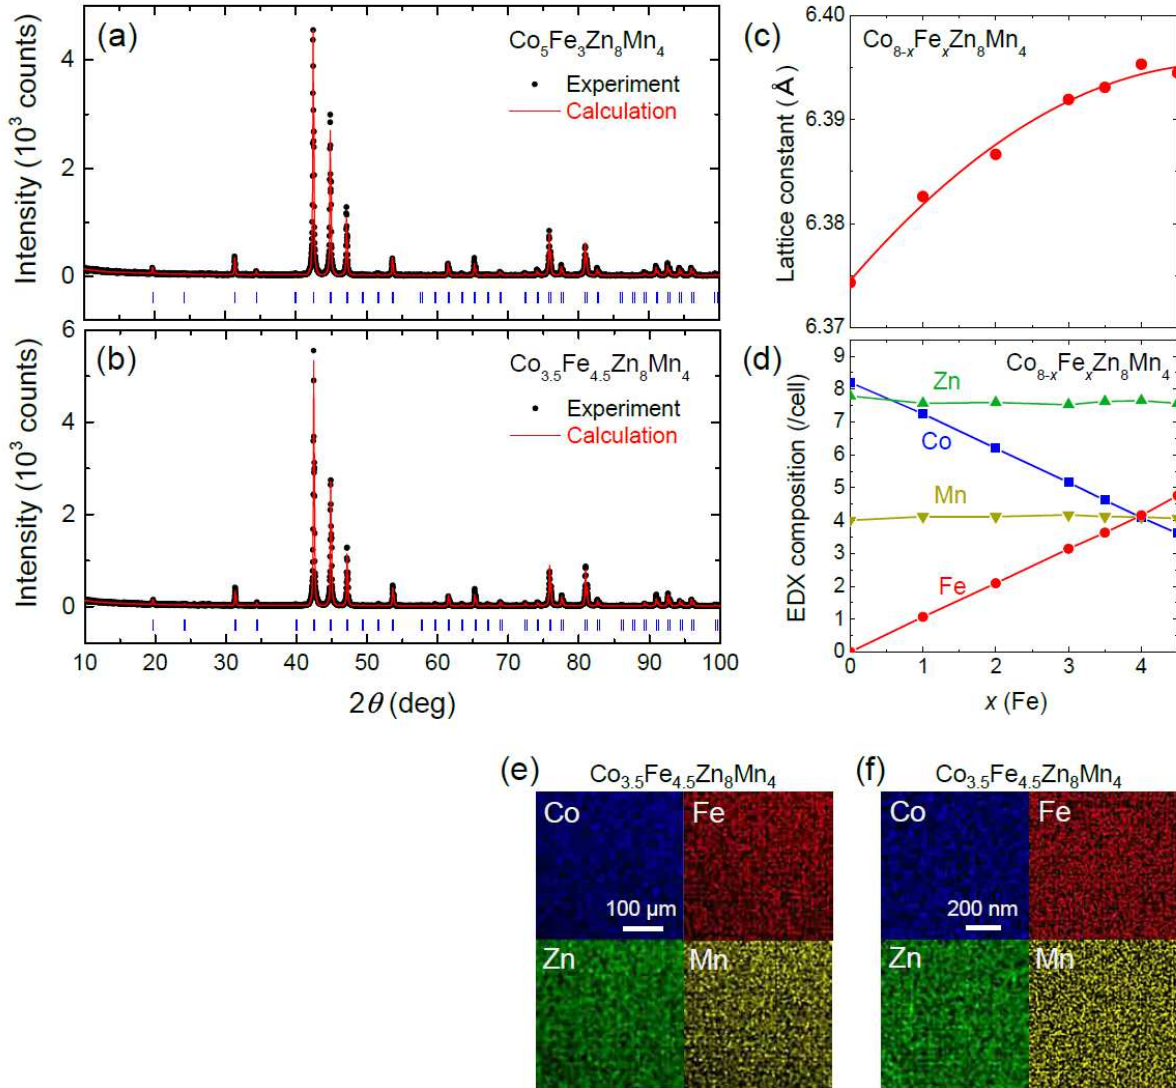 (a)
Co5Fe3Zn8Mn4
Experiment
Calculation
Intensity (10^3 counts)
4
2
0
(b)
Co3.5Fe4.5Zn8Mn4
Experiment
Calculation
Intensity (10^3 counts)
6
4
2
0
10 20 30 40 50 60 70 80 90 100
2θ (deg)
(c)
Co8-xFexZn8Mn4
Lattice constant (Å)
6.40
6.39
6.38
6.37
(d)
Co8-xFexZn8Mn4
EDX composition (/cell)
9
8
7
6
5
4
3
2
1
0
Zn
Co
Mn
Fe
0 1 2 3 4
x (Fe)
(e)
Co3.5Fe4.5Zn8Mn4
Co Fe
100 µm
Zn Mn
(f)
Co3.5Fe4.5Zn8Mn4
Co Fe
200 nm
Zn Mn